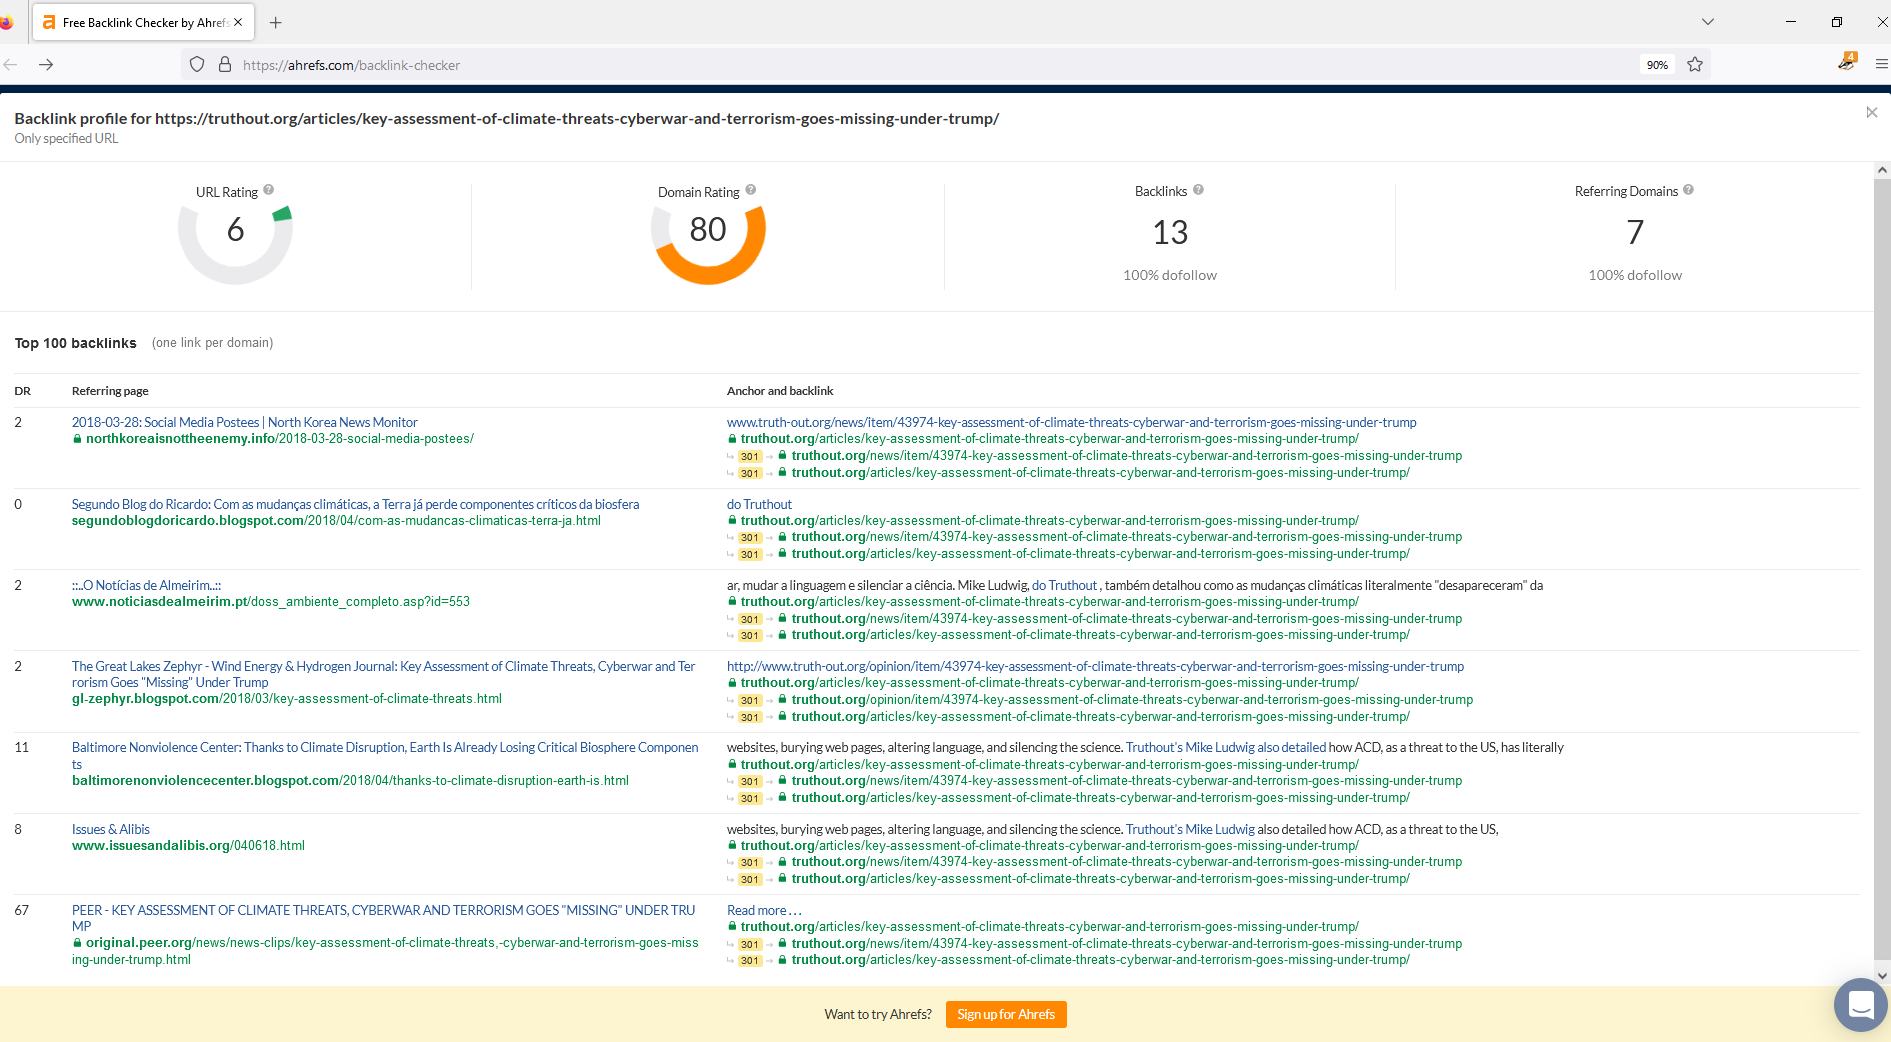 Free Backlink Checker by Ahrefs
https://ahrefs.com/backlink-checker
90%
4
Backlink profile for https://truthout.org/articles/key-assessment-of-climate-threats-cyberwar-and-terrorism-goes-missing-under-trump/
Only specified URL
URL Rating ?
6
Domain Rating ?
80
Backlinks ?
13
100% dofollow
Referring Domains ?
7
100% dofollow
Top 100 backlinks (one link per domain)
DR Referring page Anchor and backlink
2
2018-03-28: Social Media Postees | North Korea News Monitor
northkoreaisnottheenemy.info/2018-03-28-social-media-postees/
www.truth-out.org/news/item/43974-key-assessment-of-climate-threats-cyberwar-and-terrorism-goes-missing-under-trump
truthout.org/articles/key-assessment-of-climate-threats-cyberwar-and-terrorism-goes-missing-under-trump/
301 truthout.org/news/item/43974-key-assessment-of-climate-threats-cyberwar-and-terrorism-goes-missing-under-trump
301 truthout.org/articles/key-assessment-of-climate-threats-cyberwar-and-terrorism-goes-missing-under-trump/
0
Segundo Blog do Ricardo: Com as mudanças climáticas, a Terra já perde componentes críticos da biosfera
segundoblogdoricardo.blogspot.com/2018/04/com-as-mudancas-climaticas-terra-ja.html
do Truthout
truthout.org/articles/key-assessment-of-climate-threats-cyberwar-and-terrorism-goes-missing-under-trump/
301 truthout.org/news/item/43974-key-assessment-of-climate-threats-cyberwar-and-terrorism-goes-missing-under-trump
301 truthout.org/articles/key-assessment-of-climate-threats-cyberwar-and-terrorism-goes-missing-under-trump/
2
::..O Notícias de Almeirim..::
www.noticiasdealmeirim.pt/doss_ambiente_completo.asp?id=553
ar, mudar a linguagem e silenciar a ciência. Mike Ludwig, do Truthout , também detalhou como as mudanças climáticas literalmente "desapareceram" da
truthout.org/articles/key-assessment-of-climate-threats-cyberwar-and-terrorism-goes-missing-under-trump/
301 truthout.org/news/item/43974-key-assessment-of-climate-threats-cyberwar-and-terrorism-goes-missing-under-trump
301 truthout.org/articles/key-assessment-of-climate-threats-cyberwar-and-terrorism-goes-missing-under-trump/
2
The Great Lakes Zephyr - Wind Energy & Hydrogen Journal: Key Assessment of Climate Threats, Cyberwar and Ter
rorism Goes "Missing" Under Trump
gl-zephyr.blogspot.com/2018/03/key-assessment-of-climate-threats.html
http://www.truth-out.org/opinion/item/43974-key-assessment-of-climate-threats-cyberwar-and-terrorism-goes-missing-under-trump
truthout.org/articles/key-assessment-of-climate-threats-cyberwar-and-terrorism-goes-missing-under-trump/
301 truthout.org/opinion/item/43974-key-assessment-of-climate-threats-cyberwar-and-terrorism-goes-missing-under-trump
301 truthout.org/articles/key-assessment-of-climate-threats-cyberwar-and-terrorism-goes-missing-under-trump/
11
Baltimore Nonviolence Center: Thanks to Climate Disruption, Earth Is Already Losing Critical Biosphere Componen
ts
baltimorenonviolencecenter.blogspot.com/2018/04/thanks-to-climate-disruption-earth-is.html
websites, burying web pages, altering language, and silencing the science. Truthout's Mike Ludwig also detailed how ACD, as a threat to the US, has literally
truthout.org/articles/key-assessment-of-climate-threats-cyberwar-and-terrorism-goes-missing-under-trump/
301 truthout.org/news/item/43974-key-assessment-of-climate-threats-cyberwar-and-terrorism-goes-missing-under-trump
301 truthout.org/articles/key-assessment-of-climate-threats-cyberwar-and-terrorism-goes-missing-under-trump/
8
Issues & Alibis
www.issuesandalibis.org/040618.html
websites, burying web pages, altering language, and silencing the science. Truthout's Mike Ludwig also detailed how ACD, as a threat to the US,
truthout.org/articles/key-assessment-of-climate-threats-cyberwar-and-terrorism-goes-missing-under-trump/
301 truthout.org/news/item/43974-key-assessment-of-climate-threats-cyberwar-and-terrorism-goes-missing-under-trump
301 truthout.org/articles/key-assessment-of-climate-threats-cyberwar-and-terrorism-goes-missing-under-trump/
67
PEER - KEY ASSESSMENT OF CLIMATE THREATS, CYBERWAR AND TERRORISM GOES "MISSING" UNDER TRU
MP
original.peer.org/news/news-clips/key-assessment-of-climate-threats,-cyberwar-and-terrorism-goes-miss
ing-under-trump.html
Read more . . .
truthout.org/articles/key-assessment-of-climate-threats-cyberwar-and-terrorism-goes-missing-under-trump/
301 truthout.org/news/item/43974-key-assessment-of-climate-threats-cyberwar-and-terrorism-goes-missing-under-trump
301 truthout.org/articles/key-assessment-of-climate-threats-cyberwar-and-terrorism-goes-missing-under-trump/
Want to try Ahrefs? Sign up for Ahrefs